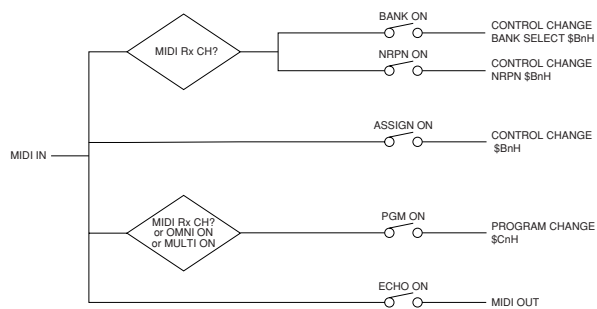 BANK ON
CONTROL CHANGE
BANK SELECT $BnH
MIDI Rx CH?
NRPN ON
CONTROL CHANGE
NRPN $BnH
ASSIGN ON
CONTROL CHANGE
$BnH
MIDI IN
MIDI Rx CH?
or OMNI ON
or MULTI ON
PGM ON
PROGRAM CHANGE
$CnH
ECHO ON
MIDI OUT